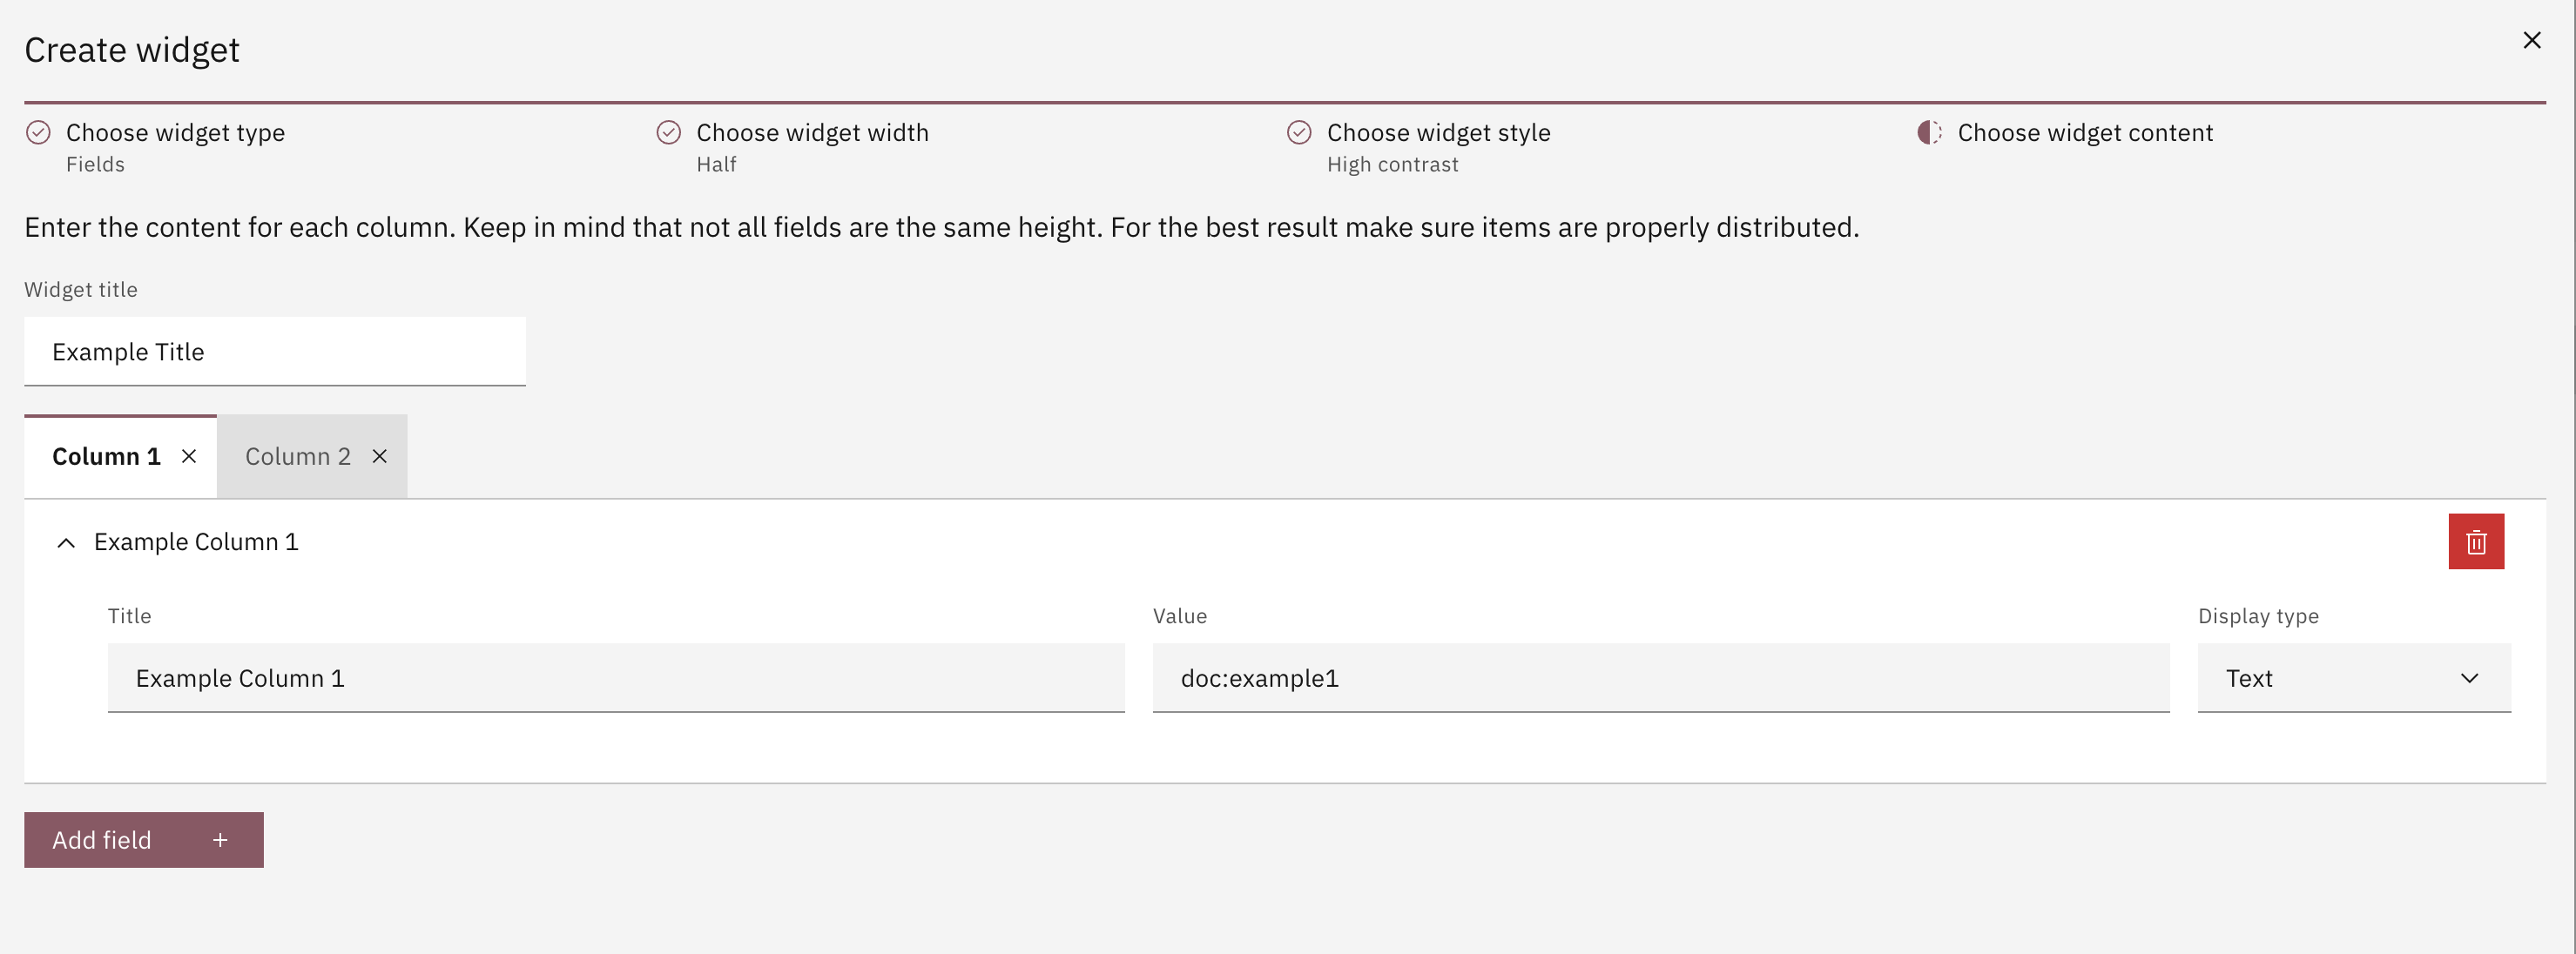 Create widget
Choose widget type
Fields
Choose widget width
Half
Choose widget style
High contrast
Choose widget content
Enter the content for each column. Keep in mind that not all fields are the same height. For the best result make sure items are properly distributed.
Widget title
Example Title
Column 1
Column 2
Example Column 1
Title
Value
Display type
Example Column 1
doc:example1
Text
Add field